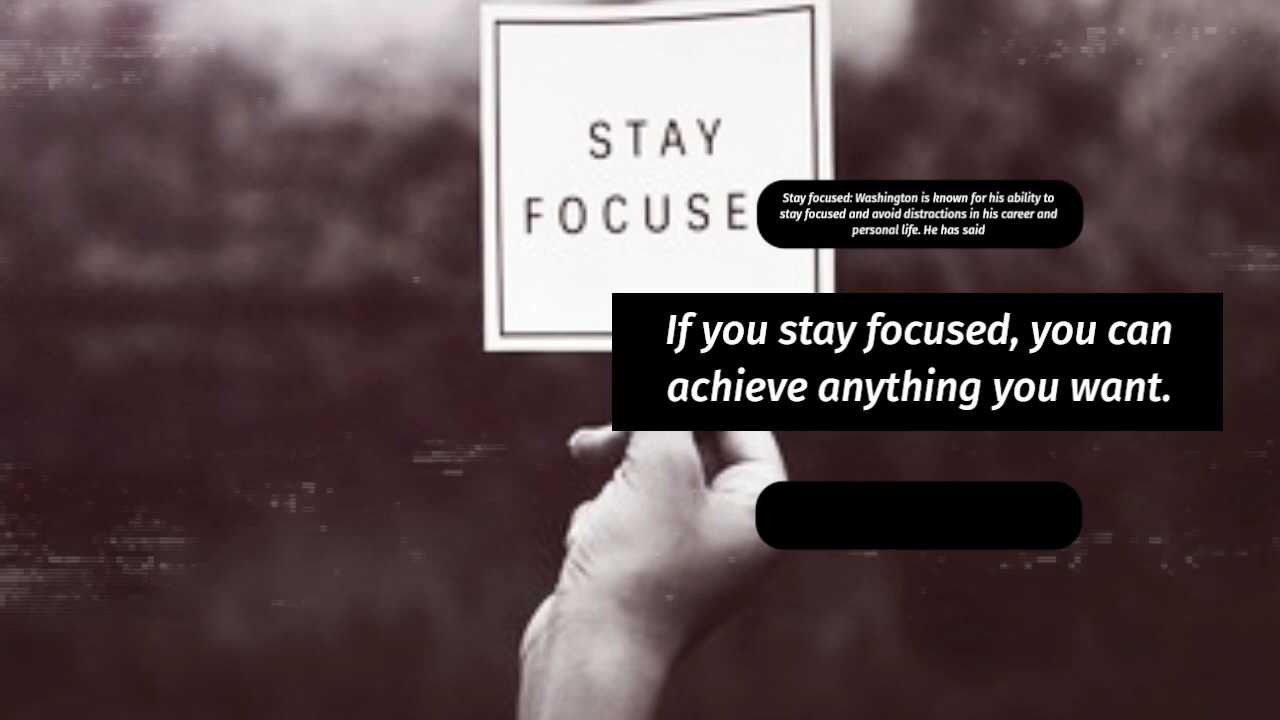 STAY
FOCUSE
Stay focused: Washington is known for his ability to
stay focused and avoid distractions in his career and
personal life. He has said
If you stay focused, you can
achieve anything you want.